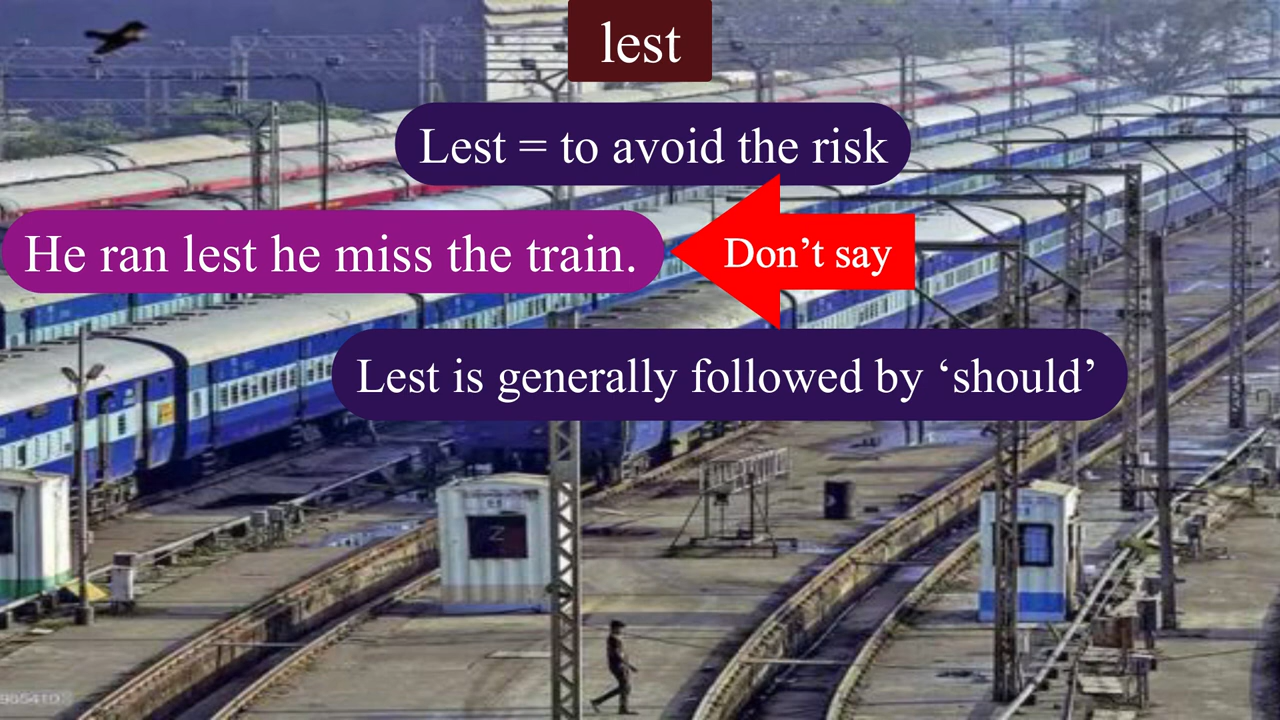 lest
Lest = to avoid the risk
He ran lest he miss the train.
Don’t say
Lest is generally followed by ‘should’